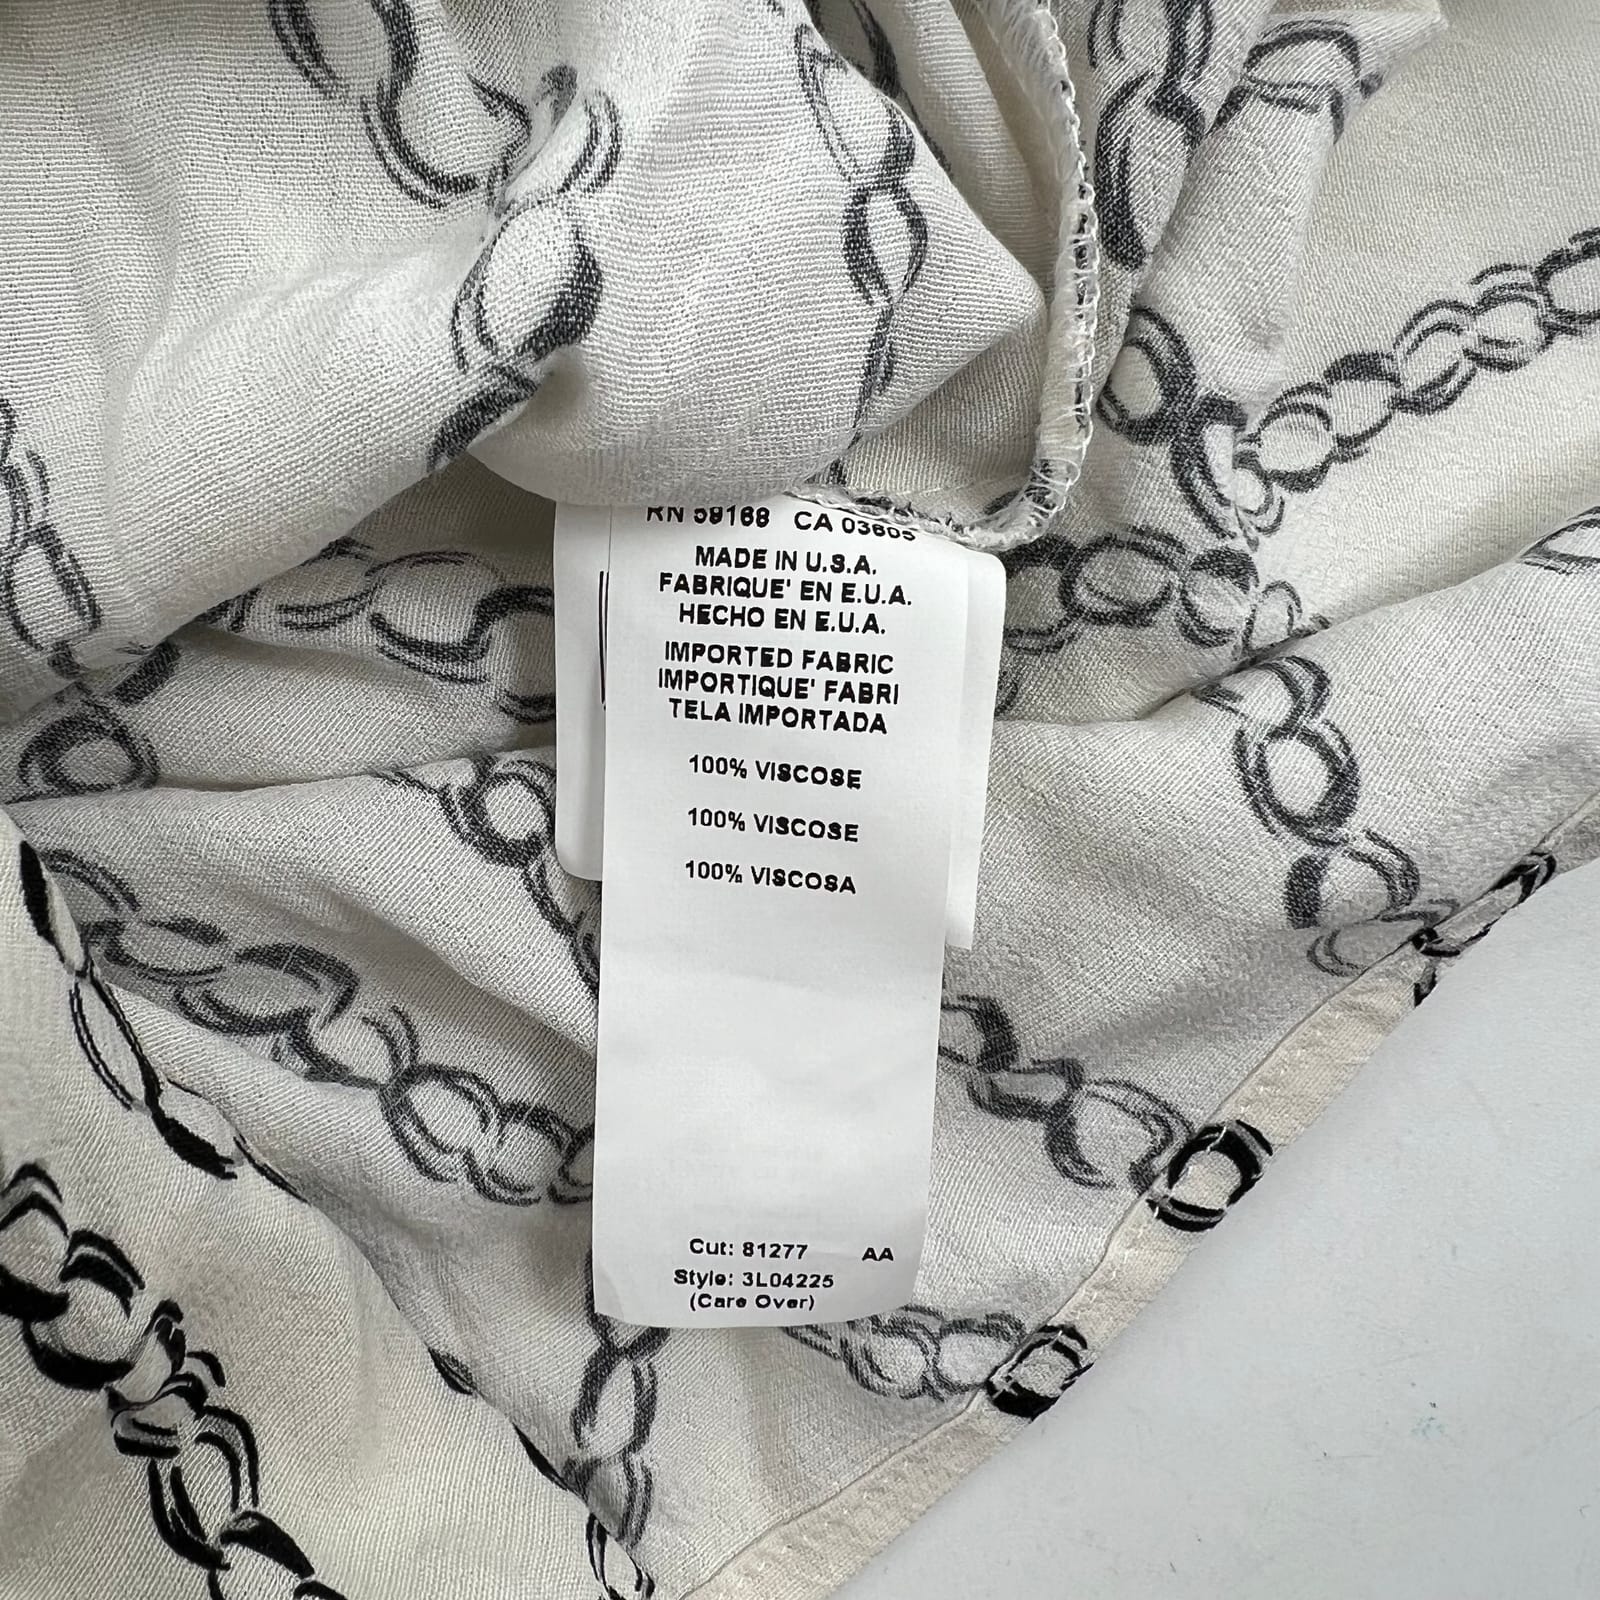 RN 59168 CA 03605
MADE IN U.S.A.
FABRIQUE' EN E.U.A.
HECHO EN E.U.A.
IMPORTED FABRIC
IMPORTIQUE' FABRI
TELA IMPORTADA
100% VISCOSE
100% VISCOSE
100% VISCOSA
Cut: 81277 AA
Style: 3L04225
(Care Over)